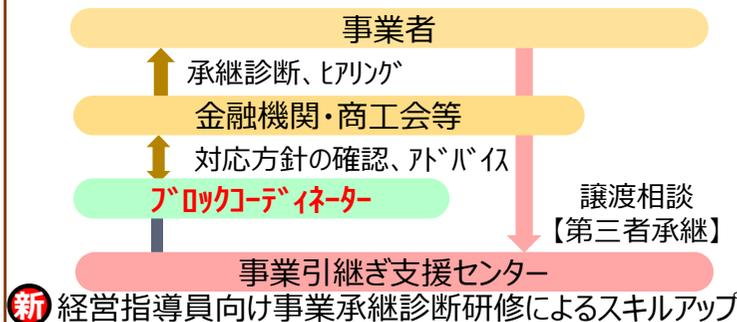 事業者
承継診断、ﾋｱﾘﾝｸﾞ
金融機関・商工会等
対応方針の確認、ｱﾄﾞﾊﾞｲｽ
ﾌﾞﾛｯｸｺｰﾃﾞｨﾈｰﾀｰ
譲渡相談
【第三者承継】
事業引継ぎ支援センター
新 経営指導員向け事業承継診断研修によるスキルアップ